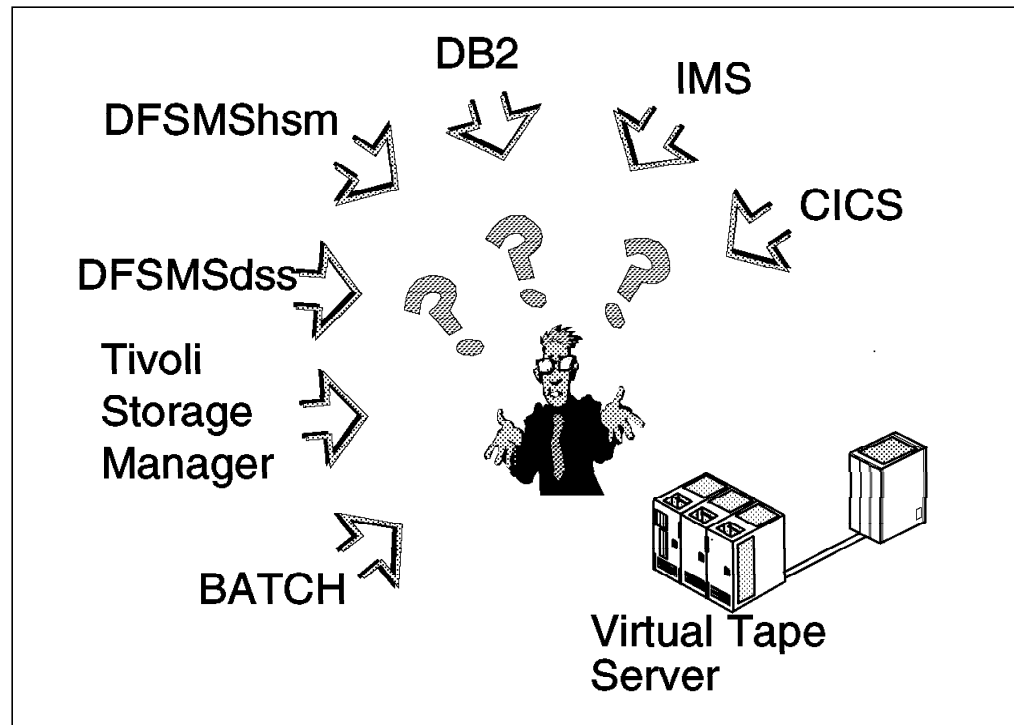 DB2
IMS
DFSMShsm
CICS
DFSMSdss
Tivoli
Storage
Manager
BATCH
Virtual Tape
Server